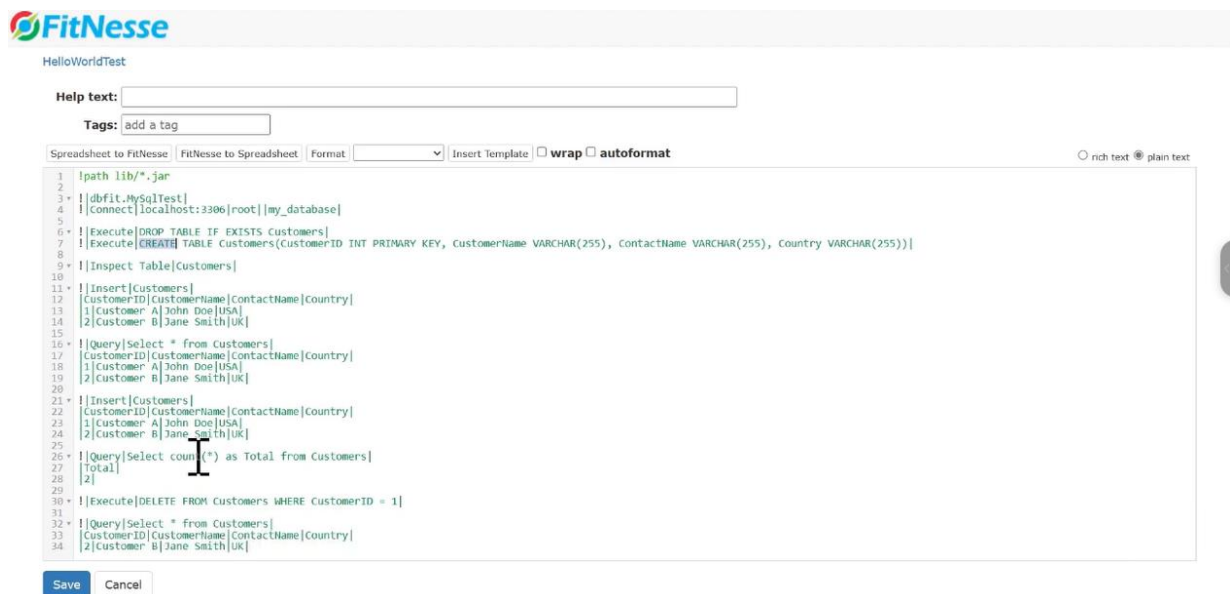 FitNesse
HelloWorldTest
Help text:
Tags: add a tag
Spreadsheet to FitNesse FitNesse to Spreadsheet Format Insert Template wrap autoformat rich text plain text
1 !path lib/*.jar
2
3 !|dbfit.MySqlTest|
4 !|Connect|localhost:3306|root||my_database|
5
6 !|Execute|DROP TABLE IF EXISTS Customers|
7 !|Execute|CREATE TABLE Customers(CustomerID INT PRIMARY KEY, CustomerName VARCHAR(255), ContactName VARCHAR(255), Country VARCHAR(255))|
8
9 !|Inspect Table|Customers|
10
11 !|Insert|Customers|
12 |CustomerID|CustomerName|ContactName|Country|
13 |1|Customer A|John Doe|USA|
14 |2|Customer B|Jane Smith|UK|
15
16 !|Query|Select * from Customers|
17 |CustomerID|CustomerName|ContactName|Country|
18 |1|Customer A|John Doe|USA|
19 |2|Customer B|Jane Smith|UK|
20
21 !|Insert|Customers|
22 |CustomerID|CustomerName|ContactName|Country|
23 |1|Customer A|John Doe|USA|
24 |2|Customer B|Jane Smith|UK|
25
26 !|Query|Select count(*) as Total from Customers|
27 |Total|
28 |2|
29
30 !|Execute|DELETE FROM Customers WHERE CustomerID = 1|
31
32 !|Query|Select * from Customers|
33 |CustomerID|CustomerName|ContactName|Country|
34 |2|Customer B|Jane Smith|UK|
Save Cancel